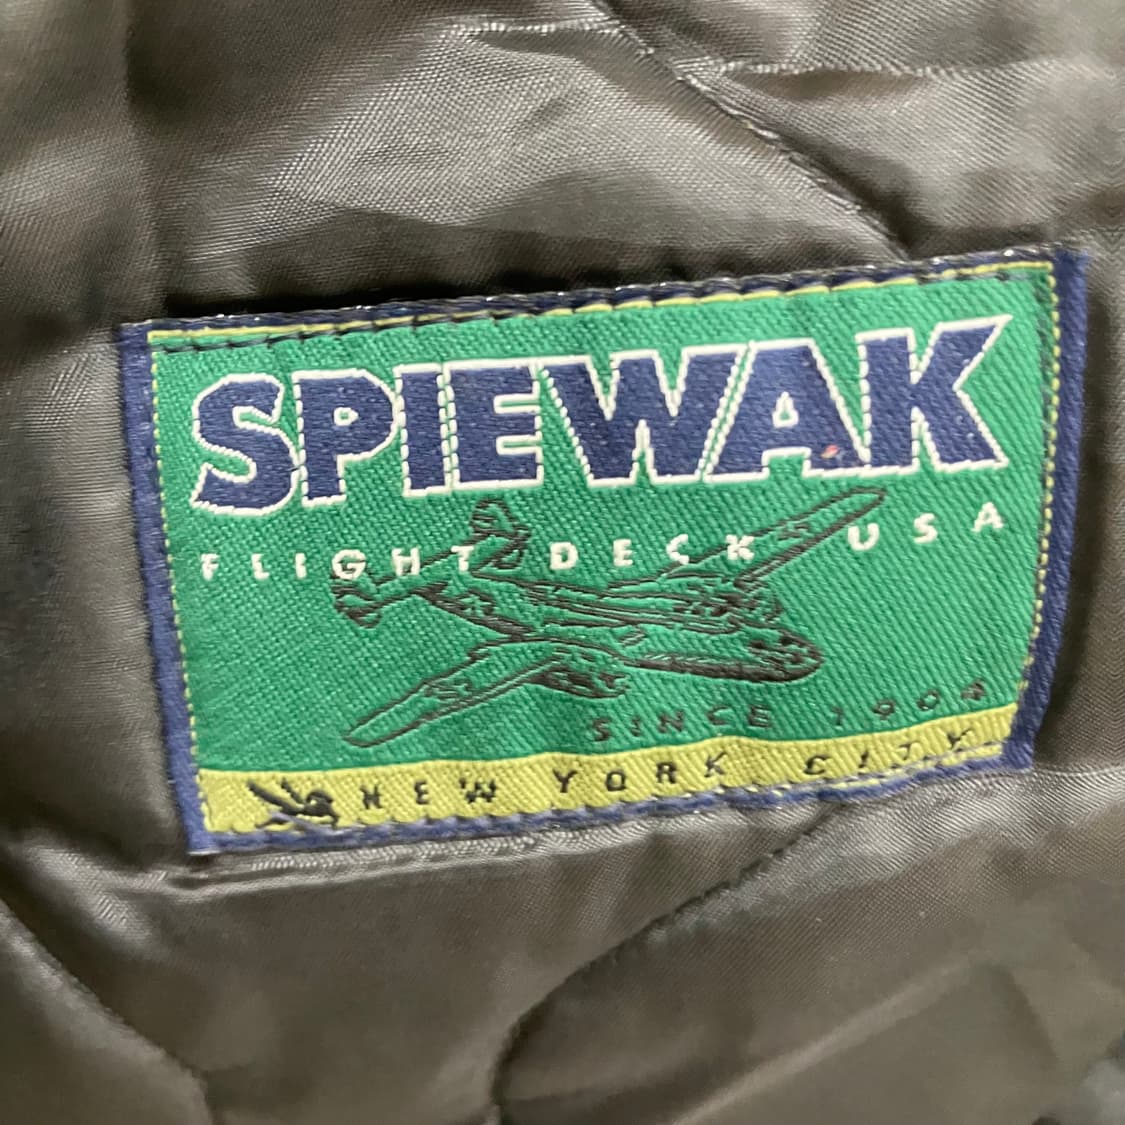 SPIEWAK
FLIGHT DECK USA
SINCE 1904
NEW YORK CITY